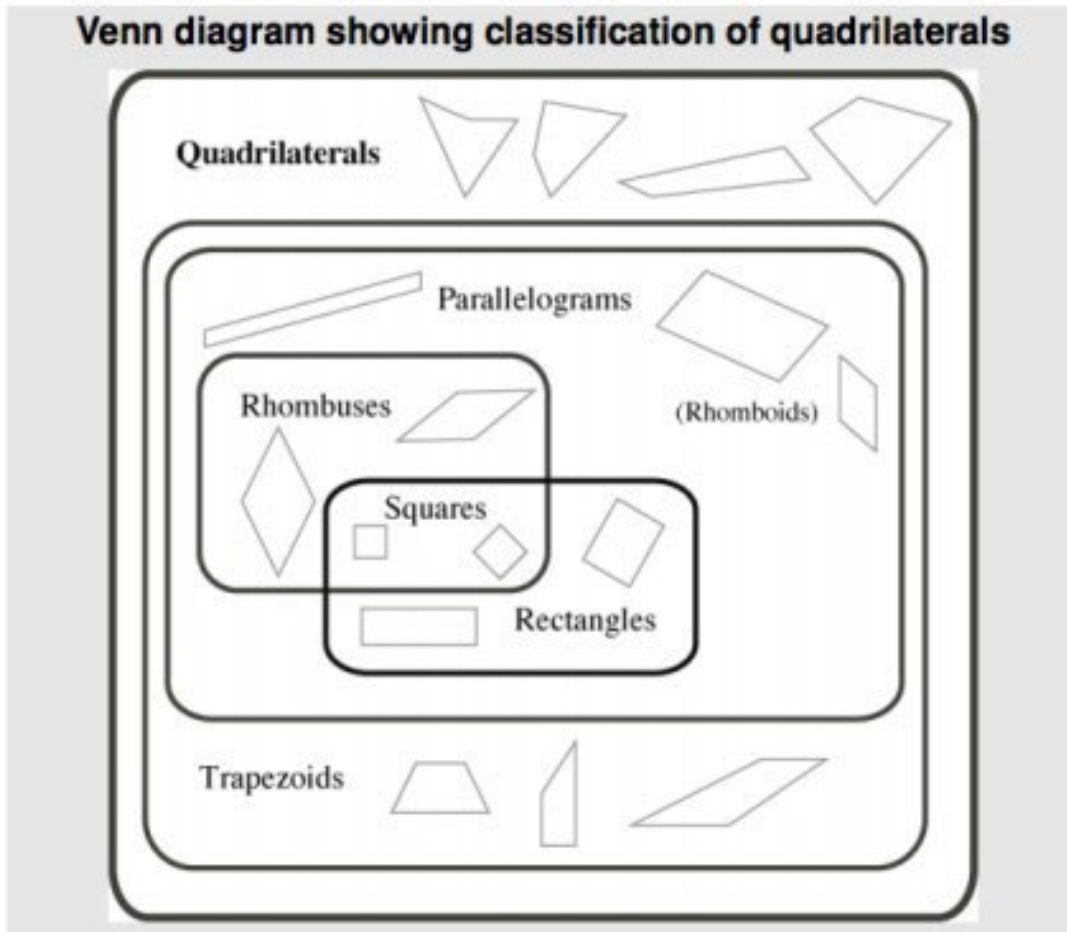 Venn diagram showing classification of quadrilaterals
Quadrilaterals
Parallelograms
Rhombuses
(Rhomboids)
Squares
Rectangles
Trapezoids